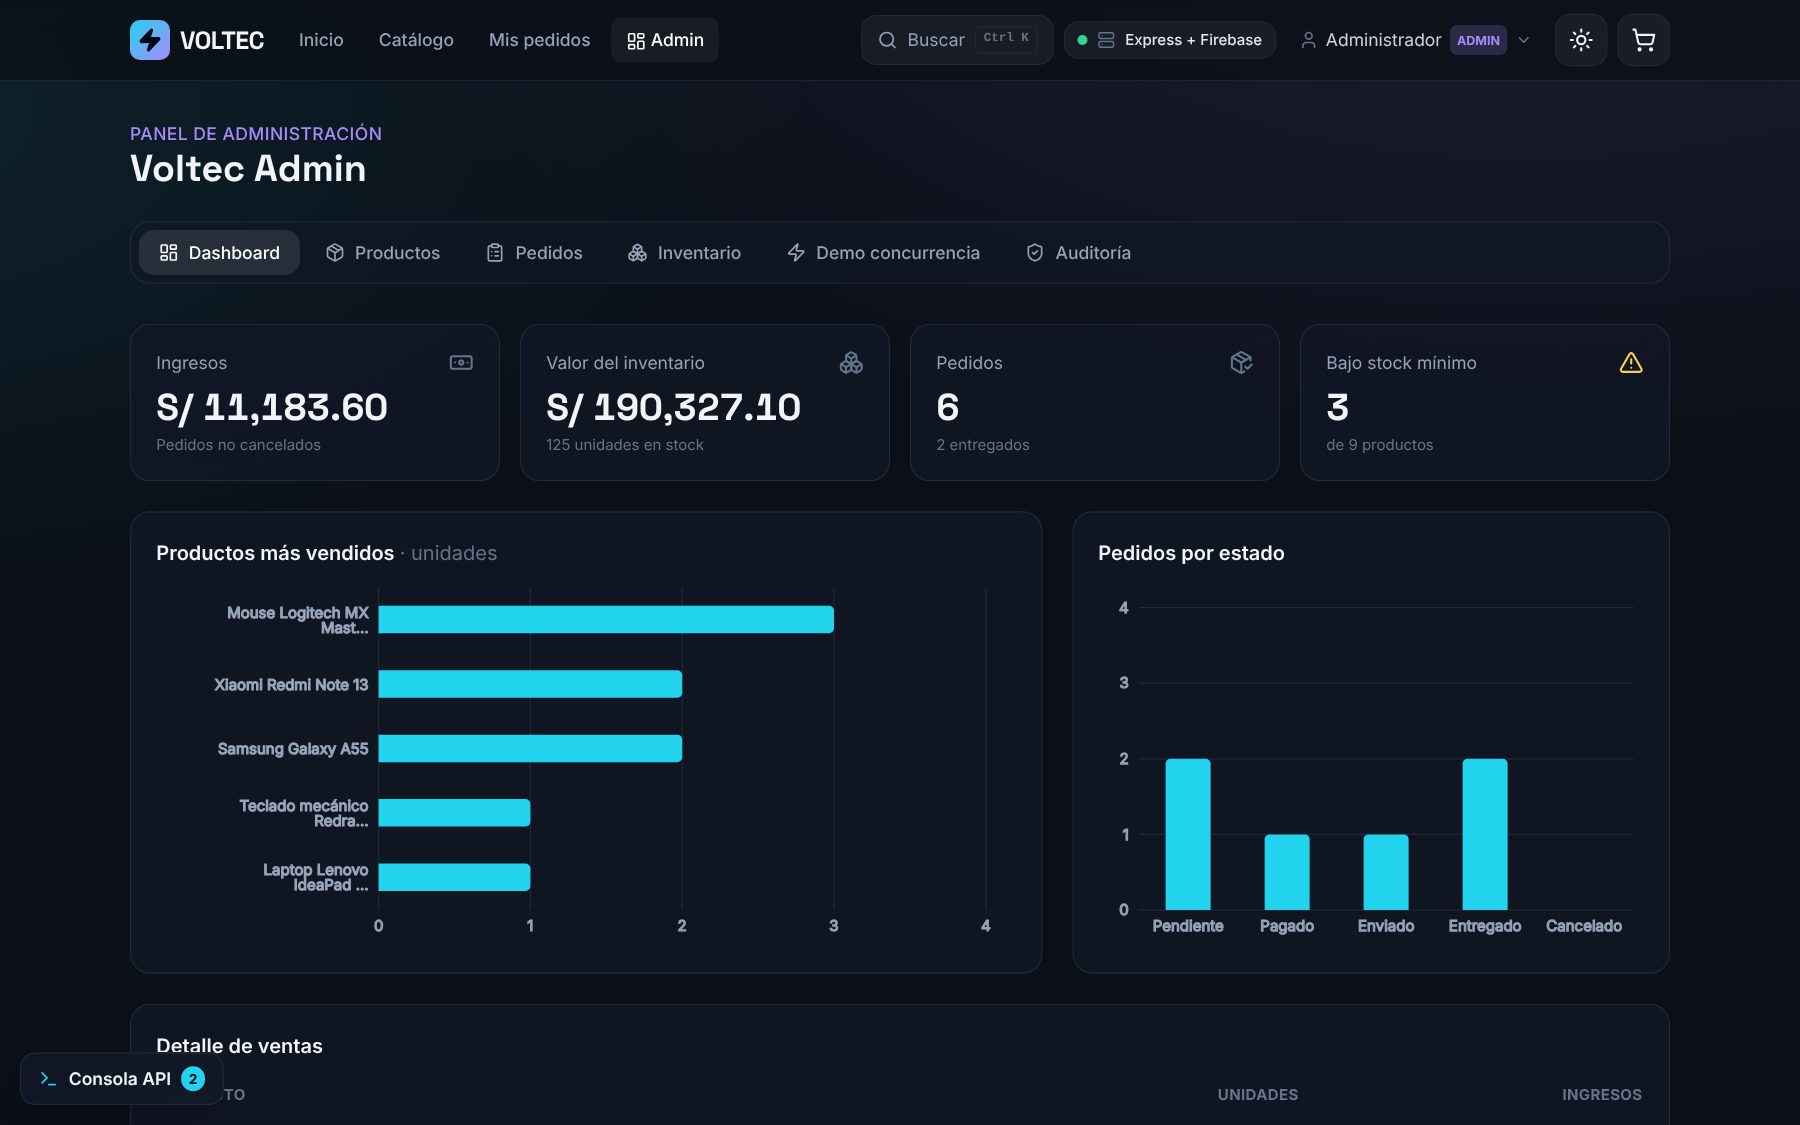 VOLTEC
Inicio
Catálogo
Mis pedidos
Admin
Buscar
Ctrl K
Express + Firebase
Administrador
ADMIN
PANEL DE ADMINISTRACIÓN
Voltec Admin
Dashboard
Productos
Pedidos
Inventario
Demo concurrencia
Auditoría
Ingresos
S/ 11,183.60
Pedidos no cancelados
Valor del inventario
S/ 190,327.10
125 unidades en stock
Pedidos
6
2 entregados
Bajo stock mínimo
3
de 9 productos
Productos más vendidos · unidades
Mouse Logitech MX
Mast...
Xiaomi Redmi Note 13
Samsung Galaxy A55
Teclado mecánico
Redra...
Laptop Lenovo
IdeaPad ...
0 1 2 3 4
Pedidos por estado
4
3
2
1
0
Pendiente Pagado Enviado Entregado Cancelado
Detalle de ventas
Consola API 2
TO
UNIDADES
INGRESOS